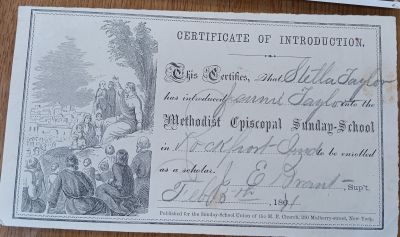 CERTIFICATE OF INTRODUCTION.
This Certifies, That Stella Taylor
has introduced Jennie Taylor into the
Methodist Episcopal Sunday-School
in Rockport Ind to be enrolled
as a scholar.
E Brant Sup't.
Feb 8th 1891
Published for the Sunday-School Union of the M. E. Church, 200 Mulberry-street, New York.